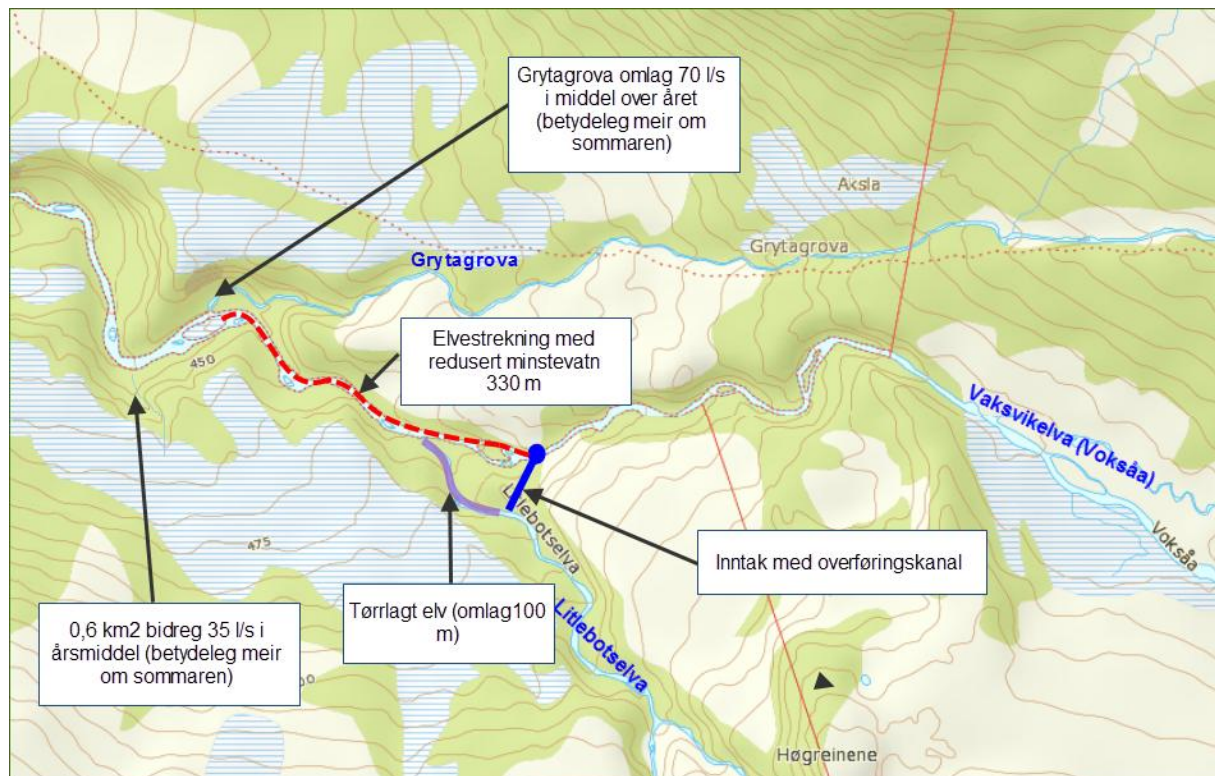 Grytagrova omlag 70 l/s
i middel over året
(betydeleg meir om
sommaren)
Aksla
Grytagrova
Grytagrova
Elvestrekning med
redusert minstevatn
330 m
450
Vaksvikelva (Voksåa)
Voksåa
Litlebotselva
475
Inntak med overføringskanal
Tørrlagt elv (omlag100
m)
Litlebotselva
0,6 km2 bidreg 35 l/s i
årsmiddel (betydeleg meir
om sommaren)
Høgreinene